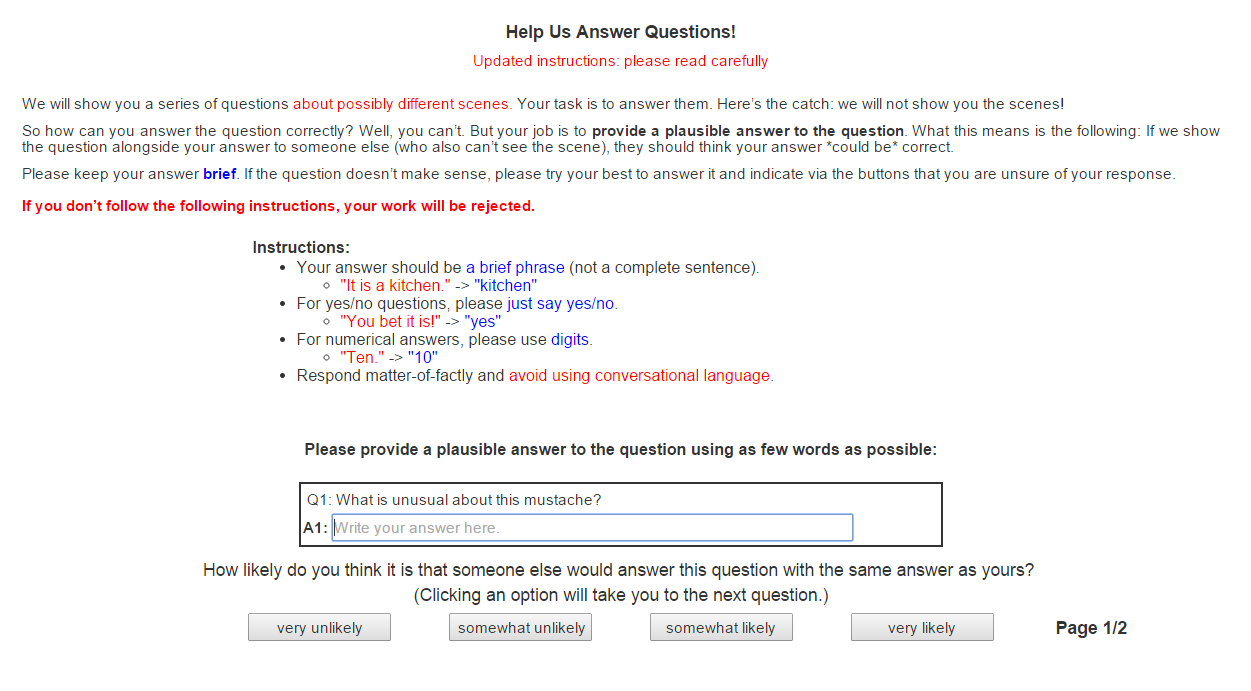 Help Us Answer Questions!
Updated instructions: please read carefully
We will show you a series of questions about possibly different scenes. Your task is to answer them. Here's the catch: we will not show you the scenes!
So how can you answer the question correctly? Well, you can't. But your job is to provide a plausible answer to the question. What this means is the following: If we show
the question alongside your answer to someone else (who also can't see the scene), they should think your answer *could be* correct.
Please keep your answer brief. If the question doesn't make sense, please try your best to answer it and indicate via the buttons that you are unsure of your response.
If you don't follow the following instructions, your work will be rejected.
Instructions:
• Your answer should be a brief phrase (not a complete sentence).
◦ "It is a kitchen." -> "kitchen"
• For yes/no questions, please just say yes/no.
◦ "You bet it is!" -> "yes"
• For numerical answers, please use digits.
◦ "Ten." -> "10"
• Respond matter-of-factly and avoid using conversational language.
Please provide a plausible answer to the question using as few words as possible:
Q1: What is unusual about this mustache?
A1: Write your answer here.
How likely do you think it is that someone else would answer this question with the same answer as yours?
(Clicking an option will take you to the next question.)
very unlikely somewhat unlikely somewhat likely very likely Page 1/2